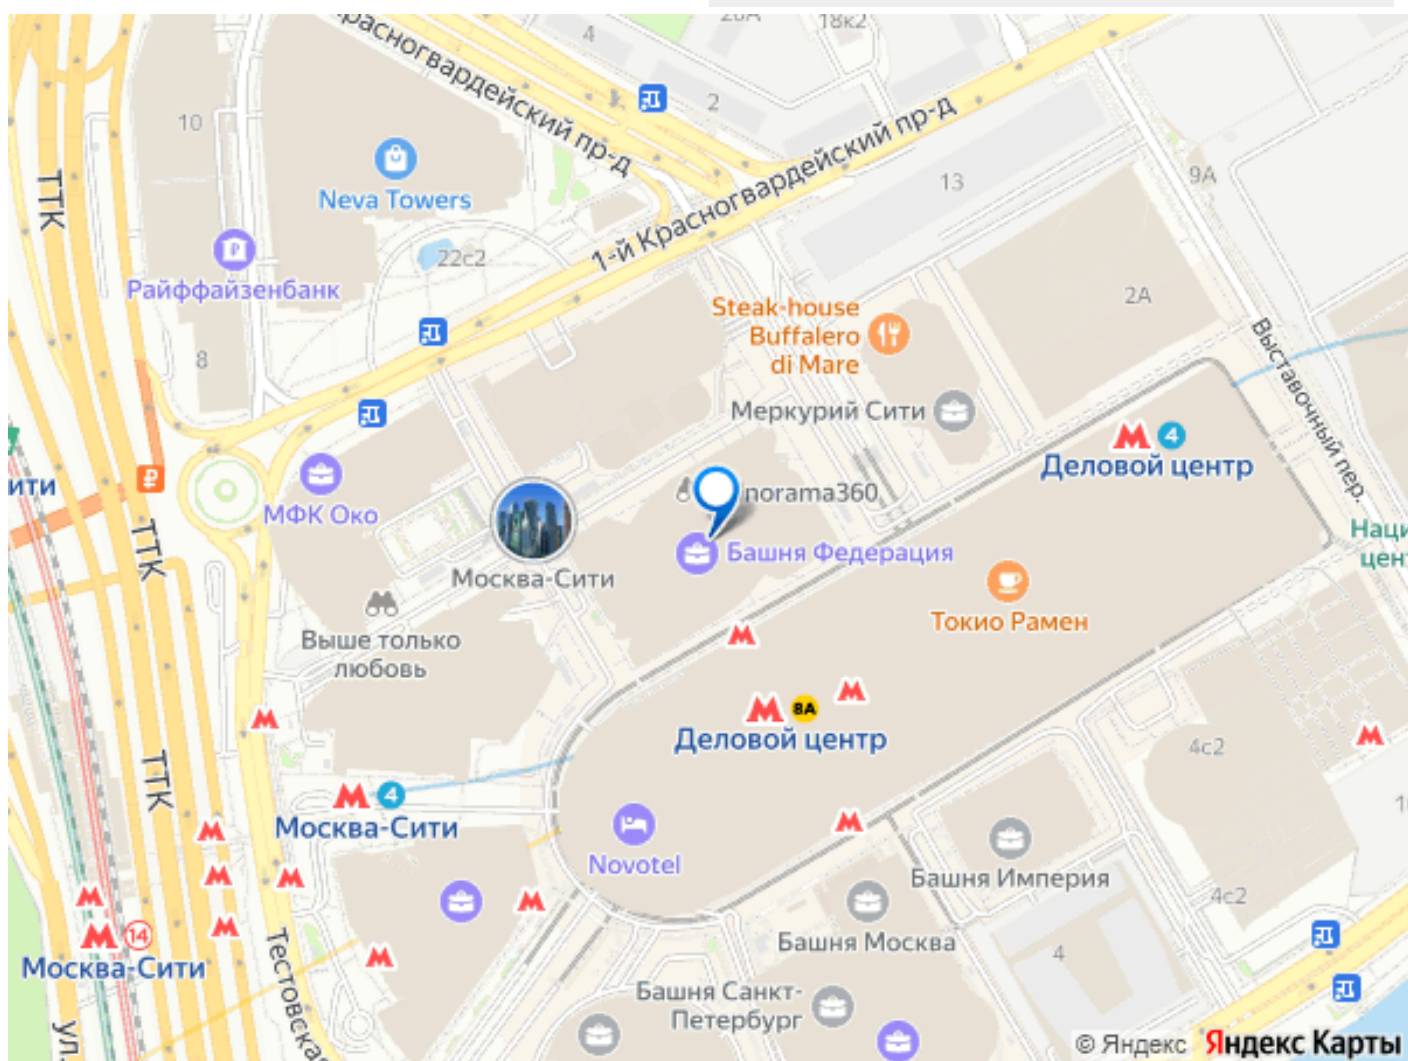 18к2
4
2
Красногвардейский пр-д
1-й Красногвардейский пр-д
10
13
9А
ТТК
Neva Towers
22с2
Райффайзенбанк
2А
Steak-house
Buffalero
di Mare
8
Выставочный пер.
Меркурий Сити
4
Деловой центр
₽
МФК Око
norama360
Башня Федерация
Москва-Сити
ТТК
Токио Рамен
Выше только
любовь
8А
Деловой центр
4с2
ТТК
4
Москва-Сити
Novotel
Башня Империя
4с2
14
Москва-Сити
Башня Москва
4
Тестовская
Башня Санкт-
Петербург
ул.
© Яндекс Яндекс Карты